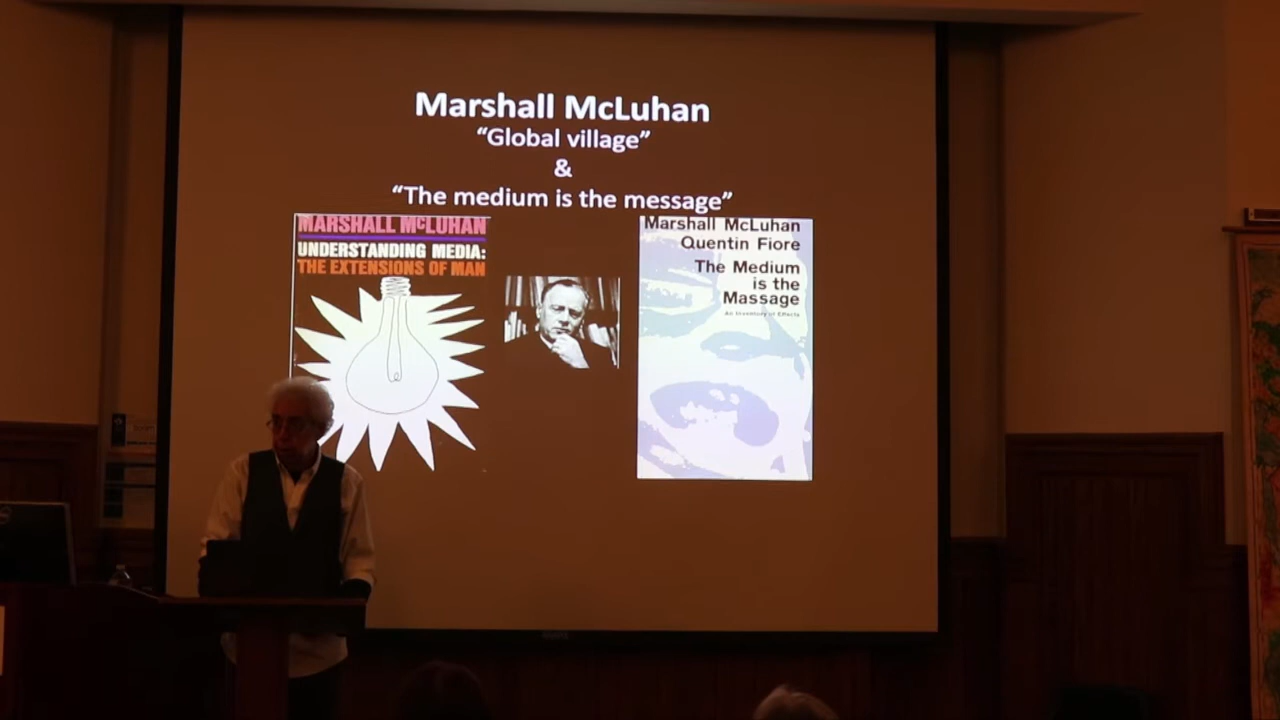 Marshall McLuhan
“Global village”
&
“The medium is the message”
MARSHALL McLUHAN
UNDERSTANDING MEDIA:
THE EXTENSIONS OF MAN
Marshall McLuhan
Quentin Fiore
The Medium
is the
Massage
An Inventory of Effects